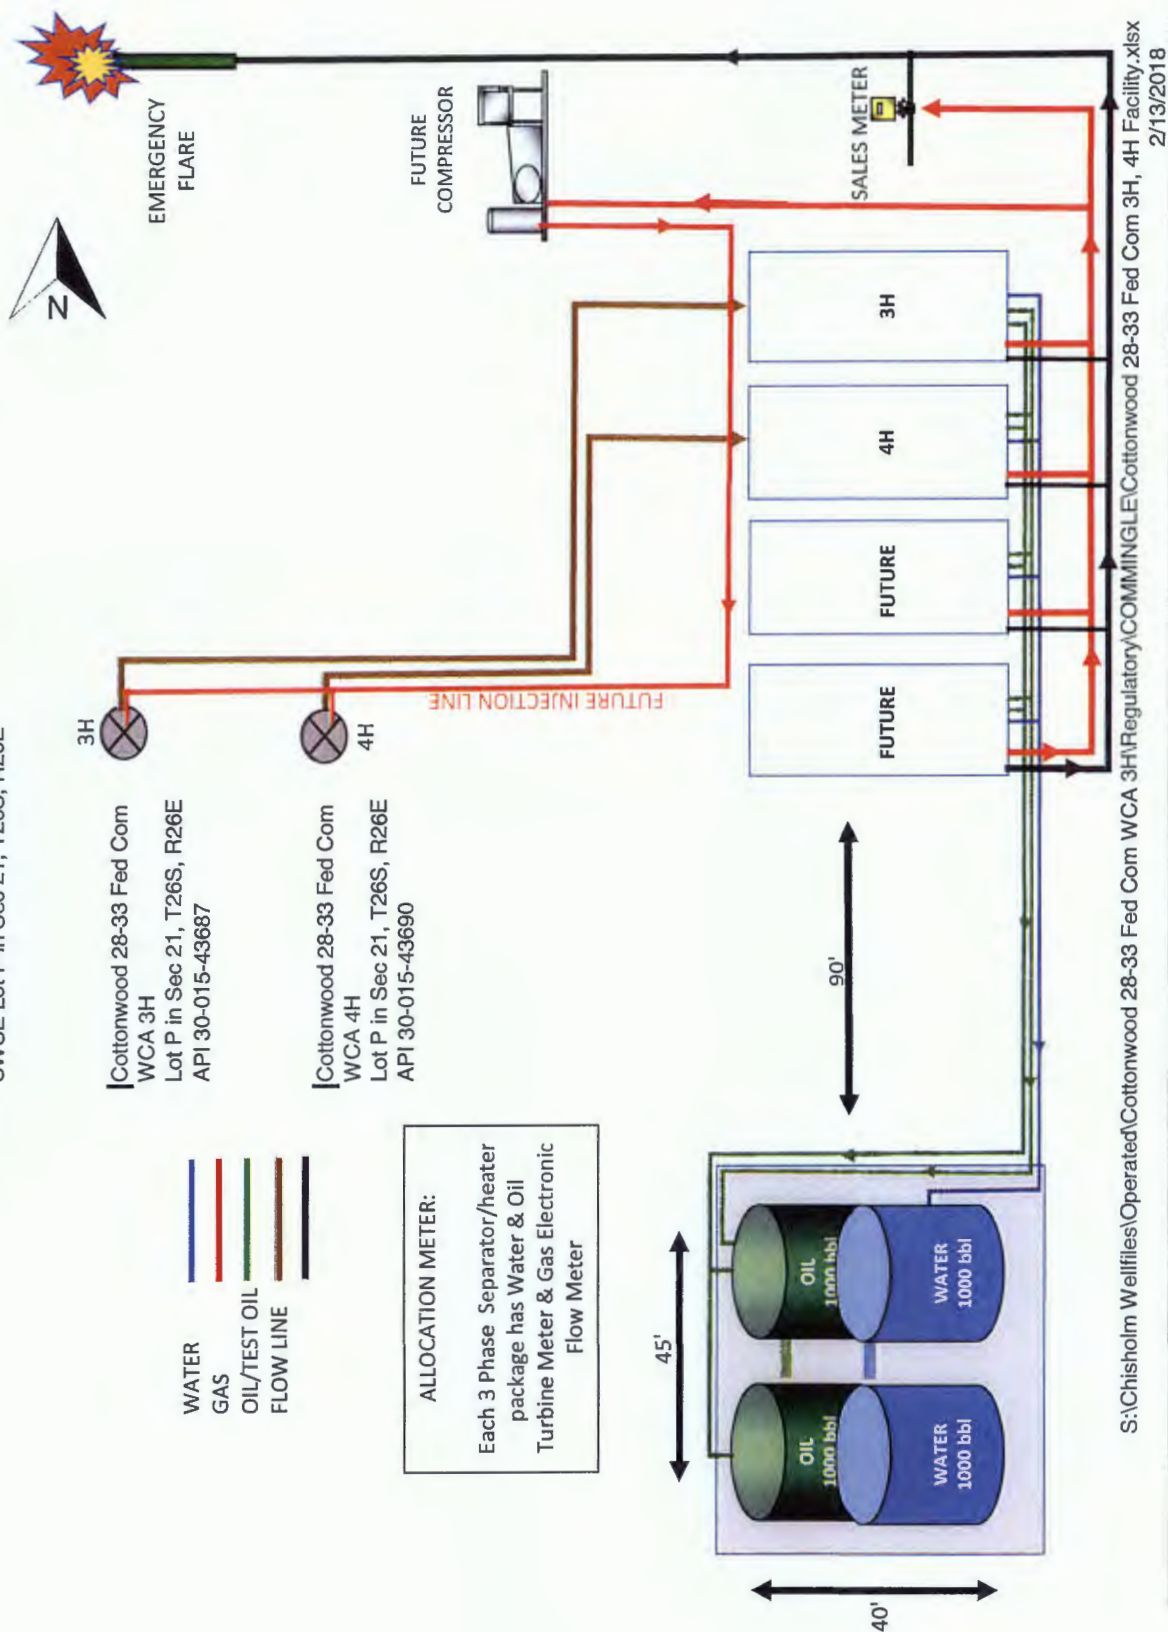 3H
[Cottonwood 28-33 Fed Com
WCA 3H
Lot P in Sec 21, T26S, R26E
API 30-015-43687
4H
[Cottonwood 28-33 Fed Com
WCA 4H
Lot P in Sec 21, T26S, R26E
API 30-015-43690
WATER
GAS
OIL/TEST OIL
FLOW LINE
ALLOCATION METER:
Each 3 Phase Separator/heater
package has Water & Oil
Turbine Meter & Gas Electronic
Flow Meter
N
EMERGENCY
FLARE
FUTURE
COMPRESSOR
SALES METER
FUTURE INJECTION LINE
FUTURE
FUTURE
4H
3H
90'
45'
40'
OIL
1000 bbl
OIL
1000 bbl
WATER
1000 bbl
WATER
1000 bbl
S:\Chisholm Wellfiles\Operated\Cottonwood 28-33 Fed Com WCA 3H\Regulatory\COMMINGLE\Cottonwood 28-33 Fed Com 3H, 4H Facility.xlsx
2/13/2018